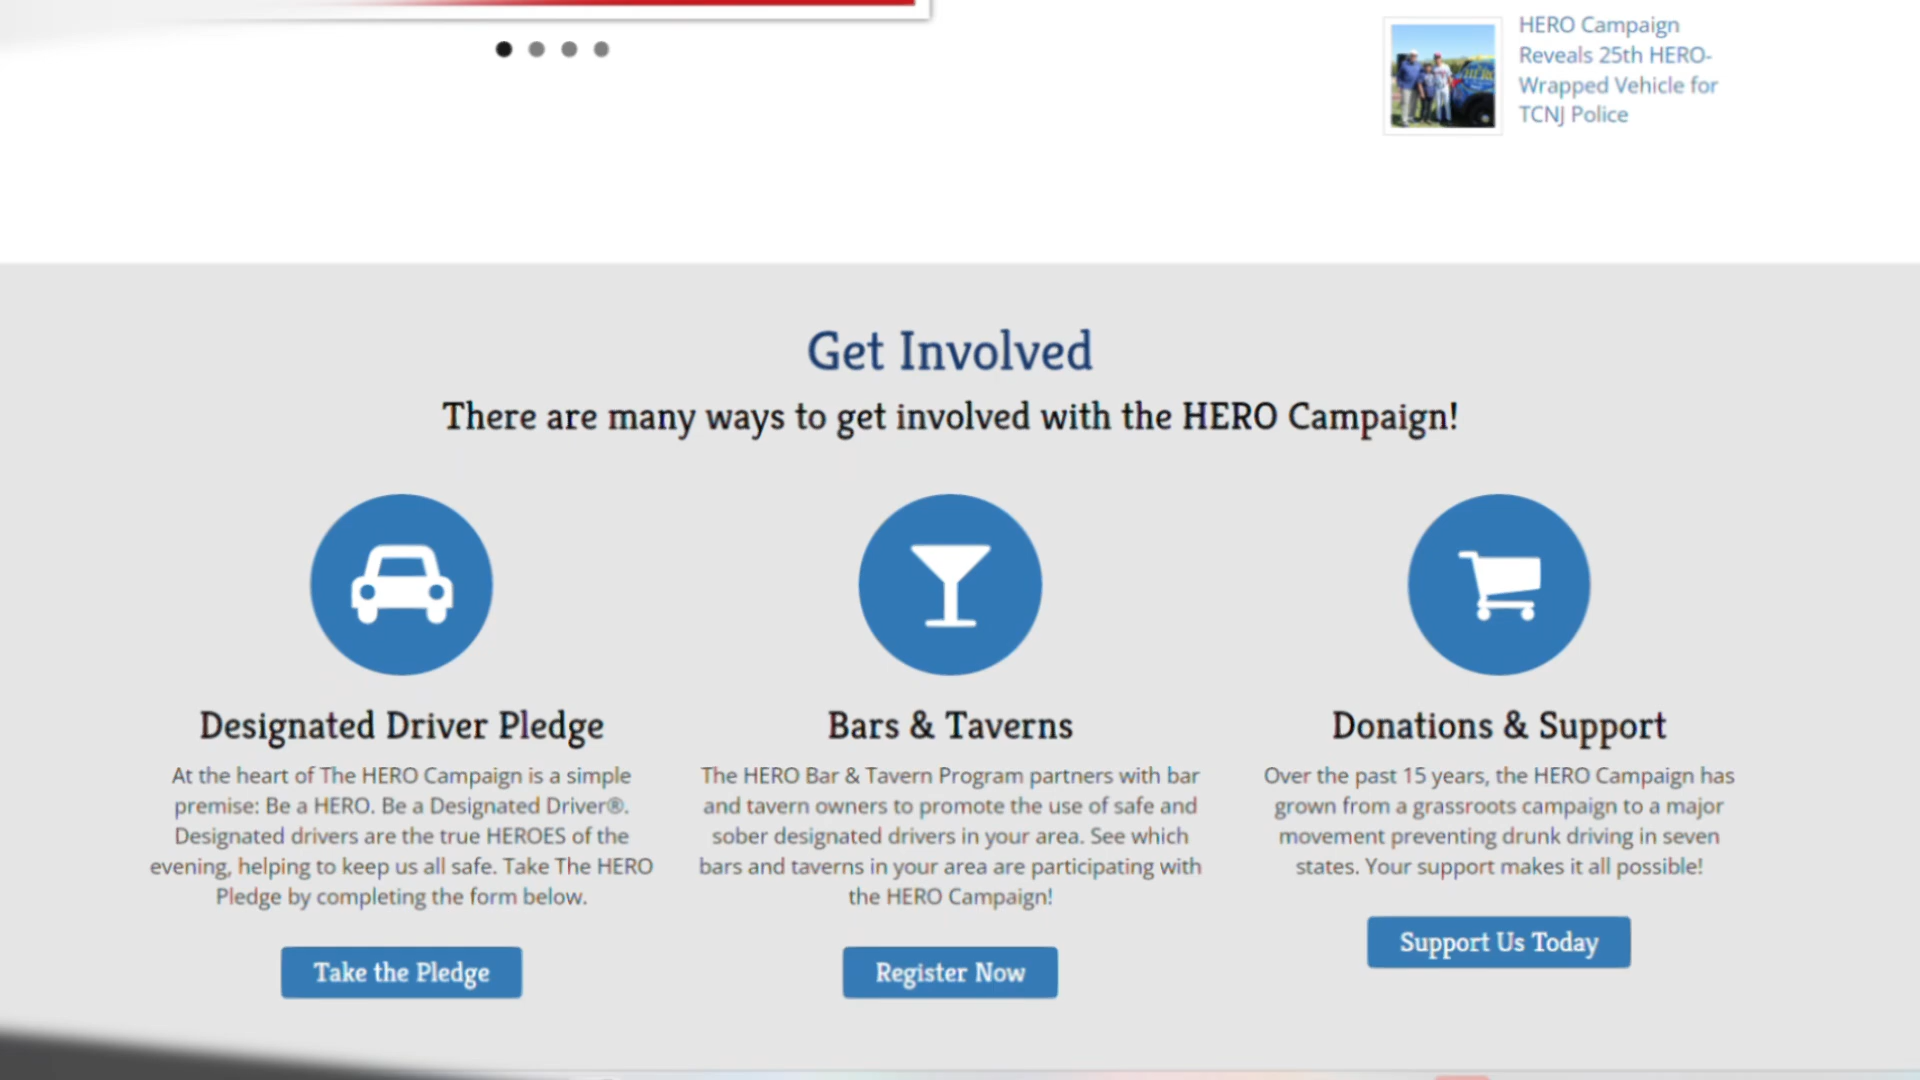 HERO Campaign
Reveals 25th HERO-
Wrapped Vehicle for
TCNJ Police
Get Involved
There are many ways to get involved with the HERO Campaign!
Designated Driver Pledge
At the heart of The HERO Campaign is a simple
premise: Be a HERO. Be a Designated Driver®.
Designated drivers are the true HEROES of the
evening, helping to keep us all safe. Take The HERO
Pledge by completing the form below.
Take the Pledge
Bars & Taverns
The HERO Bar & Tavern Program partners with bar
and tavern owners to promote the use of safe and
sober designated drivers in your area. See which
bars and taverns in your area are participating with
the HERO Campaign!
Register Now
Donations & Support
Over the past 15 years, the HERO Campaign has
grown from a grassroots campaign to a major
movement preventing drunk driving in seven
states. Your support makes it all possible!
Support Us Today